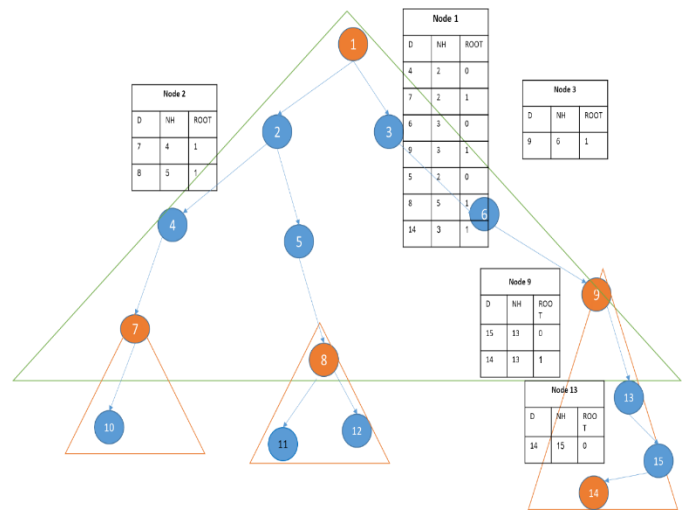 Node 1
D NH ROOT
4 2 0
7 2 1
6 3 0
9 3 1
5 2 0
8 5 1
14 3 1
Node 2
D NH ROOT
7 4 1
8 5 1
Node 3
D NH ROOT
9 6 1
1
2
3
4
5
6
Node 9
D NH ROO
T
15 13 0
14 13 1
9
7
8
Node 13
D NH ROO
T
14 15 0
13
10
11
12
15
14